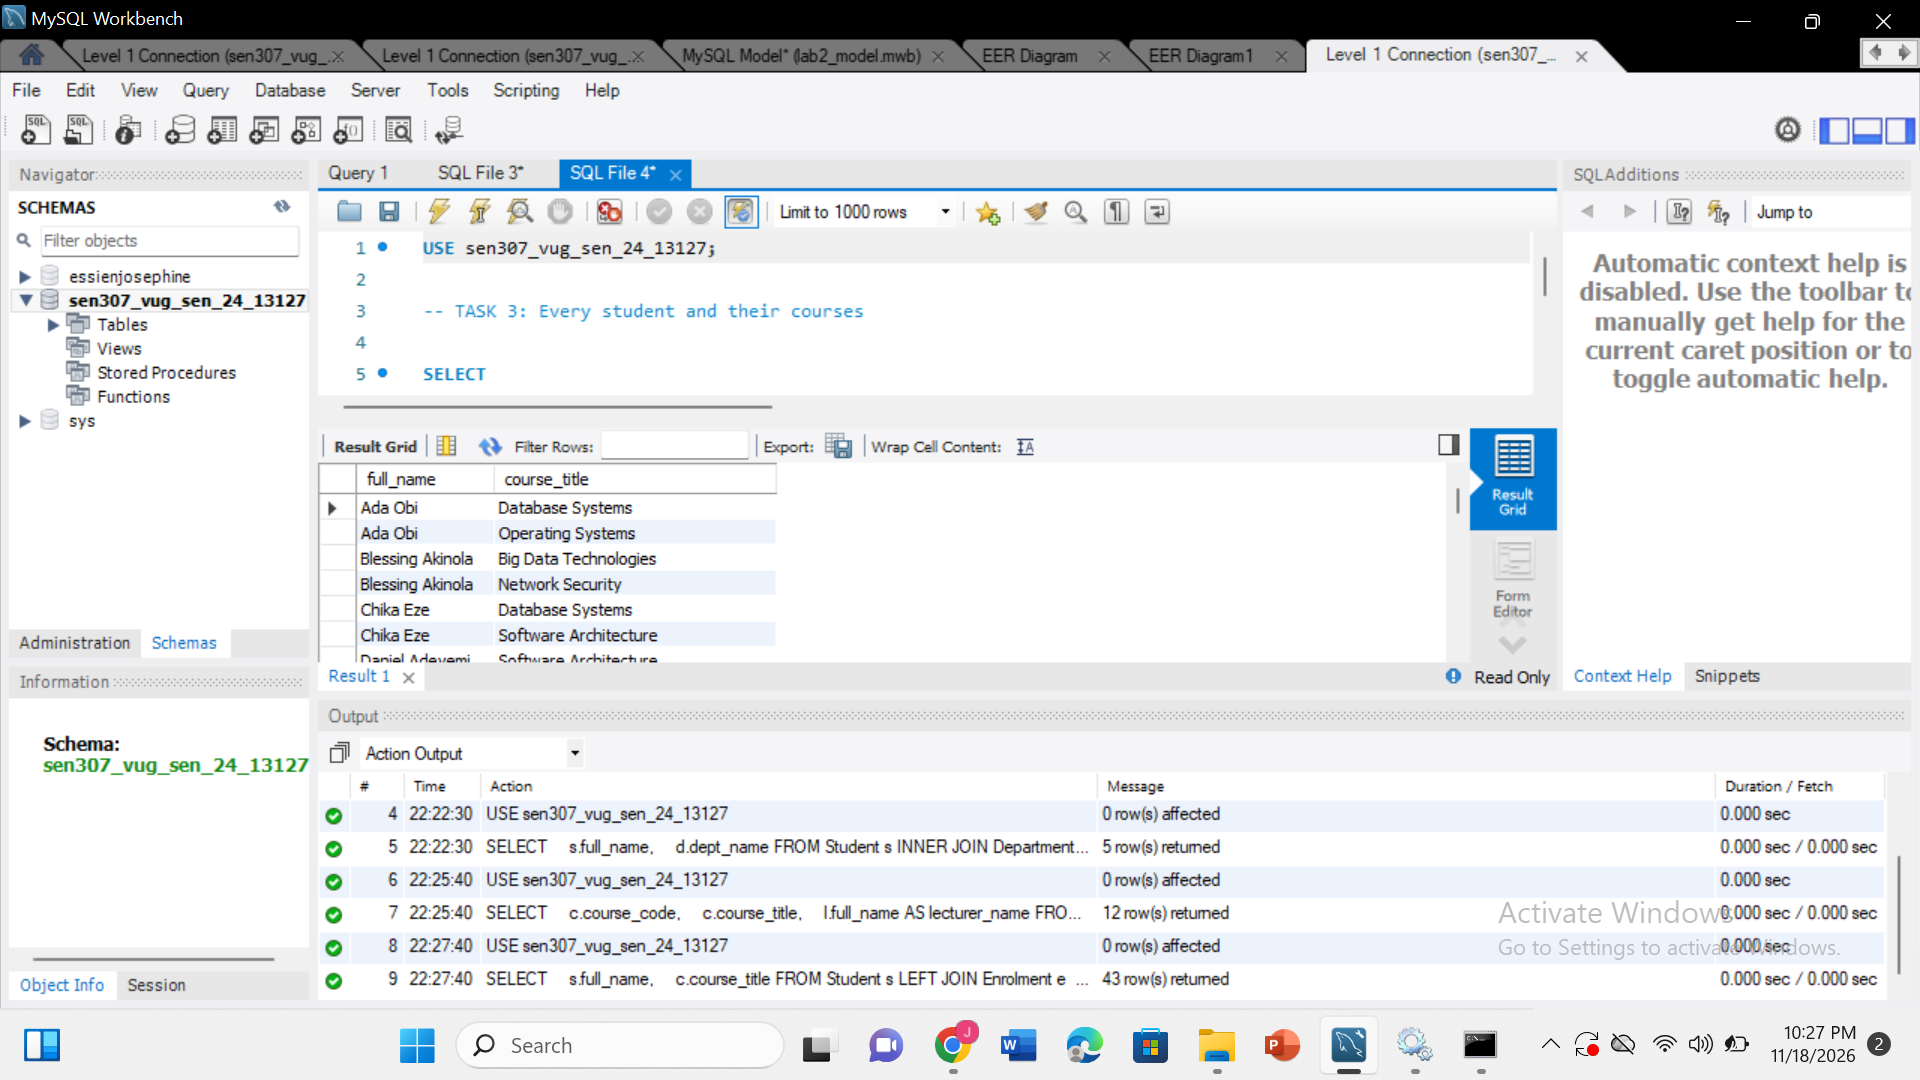 MySQL Workbench
Level 1 Connection (sen307_vug_... Level 1 Connection (sen307_vug_... MySQL Model* (lab2_model.mwb) EER Diagram EER Diagram1 Level 1 Connection (sen307_...
File Edit View Query Database Server Tools Scripting Help
Navigator
SCHEMAS
Filter objects
essienjosephine
sen307_vug_sen_24_13127
Tables
Views
Stored Procedures
Functions
sys
Administration Schemas
Information
Schema:
sen307_vug_sen_24_13127
Object Info Session
Query 1 SQL File 3* SQL File 4*
Limit to 1000 rows
1 USE sen307_vug_sen_24_13127;
2
3 -- TASK 3: Every student and their courses
4
5 SELECT
Result Grid Filter Rows: Export: Wrap Cell Content:
full_name course_title
Ada Obi Database Systems
Ada Obi Operating Systems
Blessing Akinola Big Data Technologies
Blessing Akinola Network Security
Chika Eze Database Systems
Chika Eze Software Architecture
Daniel Adeyemi Software Architecture
Result Grid
Form Editor
Result 1 Read Only
SQLAdditions
Jump to
Automatic context help is
disabled. Use the toolbar to
manually get help for the
current caret position or to
toggle automatic help.
Context Help Snippets
Output
Action Output
# Time Action Message Duration / Fetch
4 22:22:30 USE sen307_vug_sen_24_13127 0 row(s) affected 0.000 sec
5 22:22:30 SELECT s.full_name, d.dept_name FROM Student s INNER JOIN Department... 5 row(s) returned 0.000 sec / 0.000 sec
6 22:25:40 USE sen307_vug_sen_24_13127 0 row(s) affected 0.000 sec
7 22:25:40 SELECT c.course_code, c.course_title, l.full_name AS lecturer_name FRO... 12 row(s) returned 0.000 sec / 0.000 sec
8 22:27:40 USE sen307_vug_sen_24_13127 0 row(s) affected 0.000 sec
9 22:27:40 SELECT s.full_name, c.course_title FROM Student s LEFT JOIN Enrolment e ... 43 row(s) returned 0.000 sec / 0.000 sec
Activate Windows
Go to Settings to activate Windows.
Search
10:27 PM
11/18/2026
2